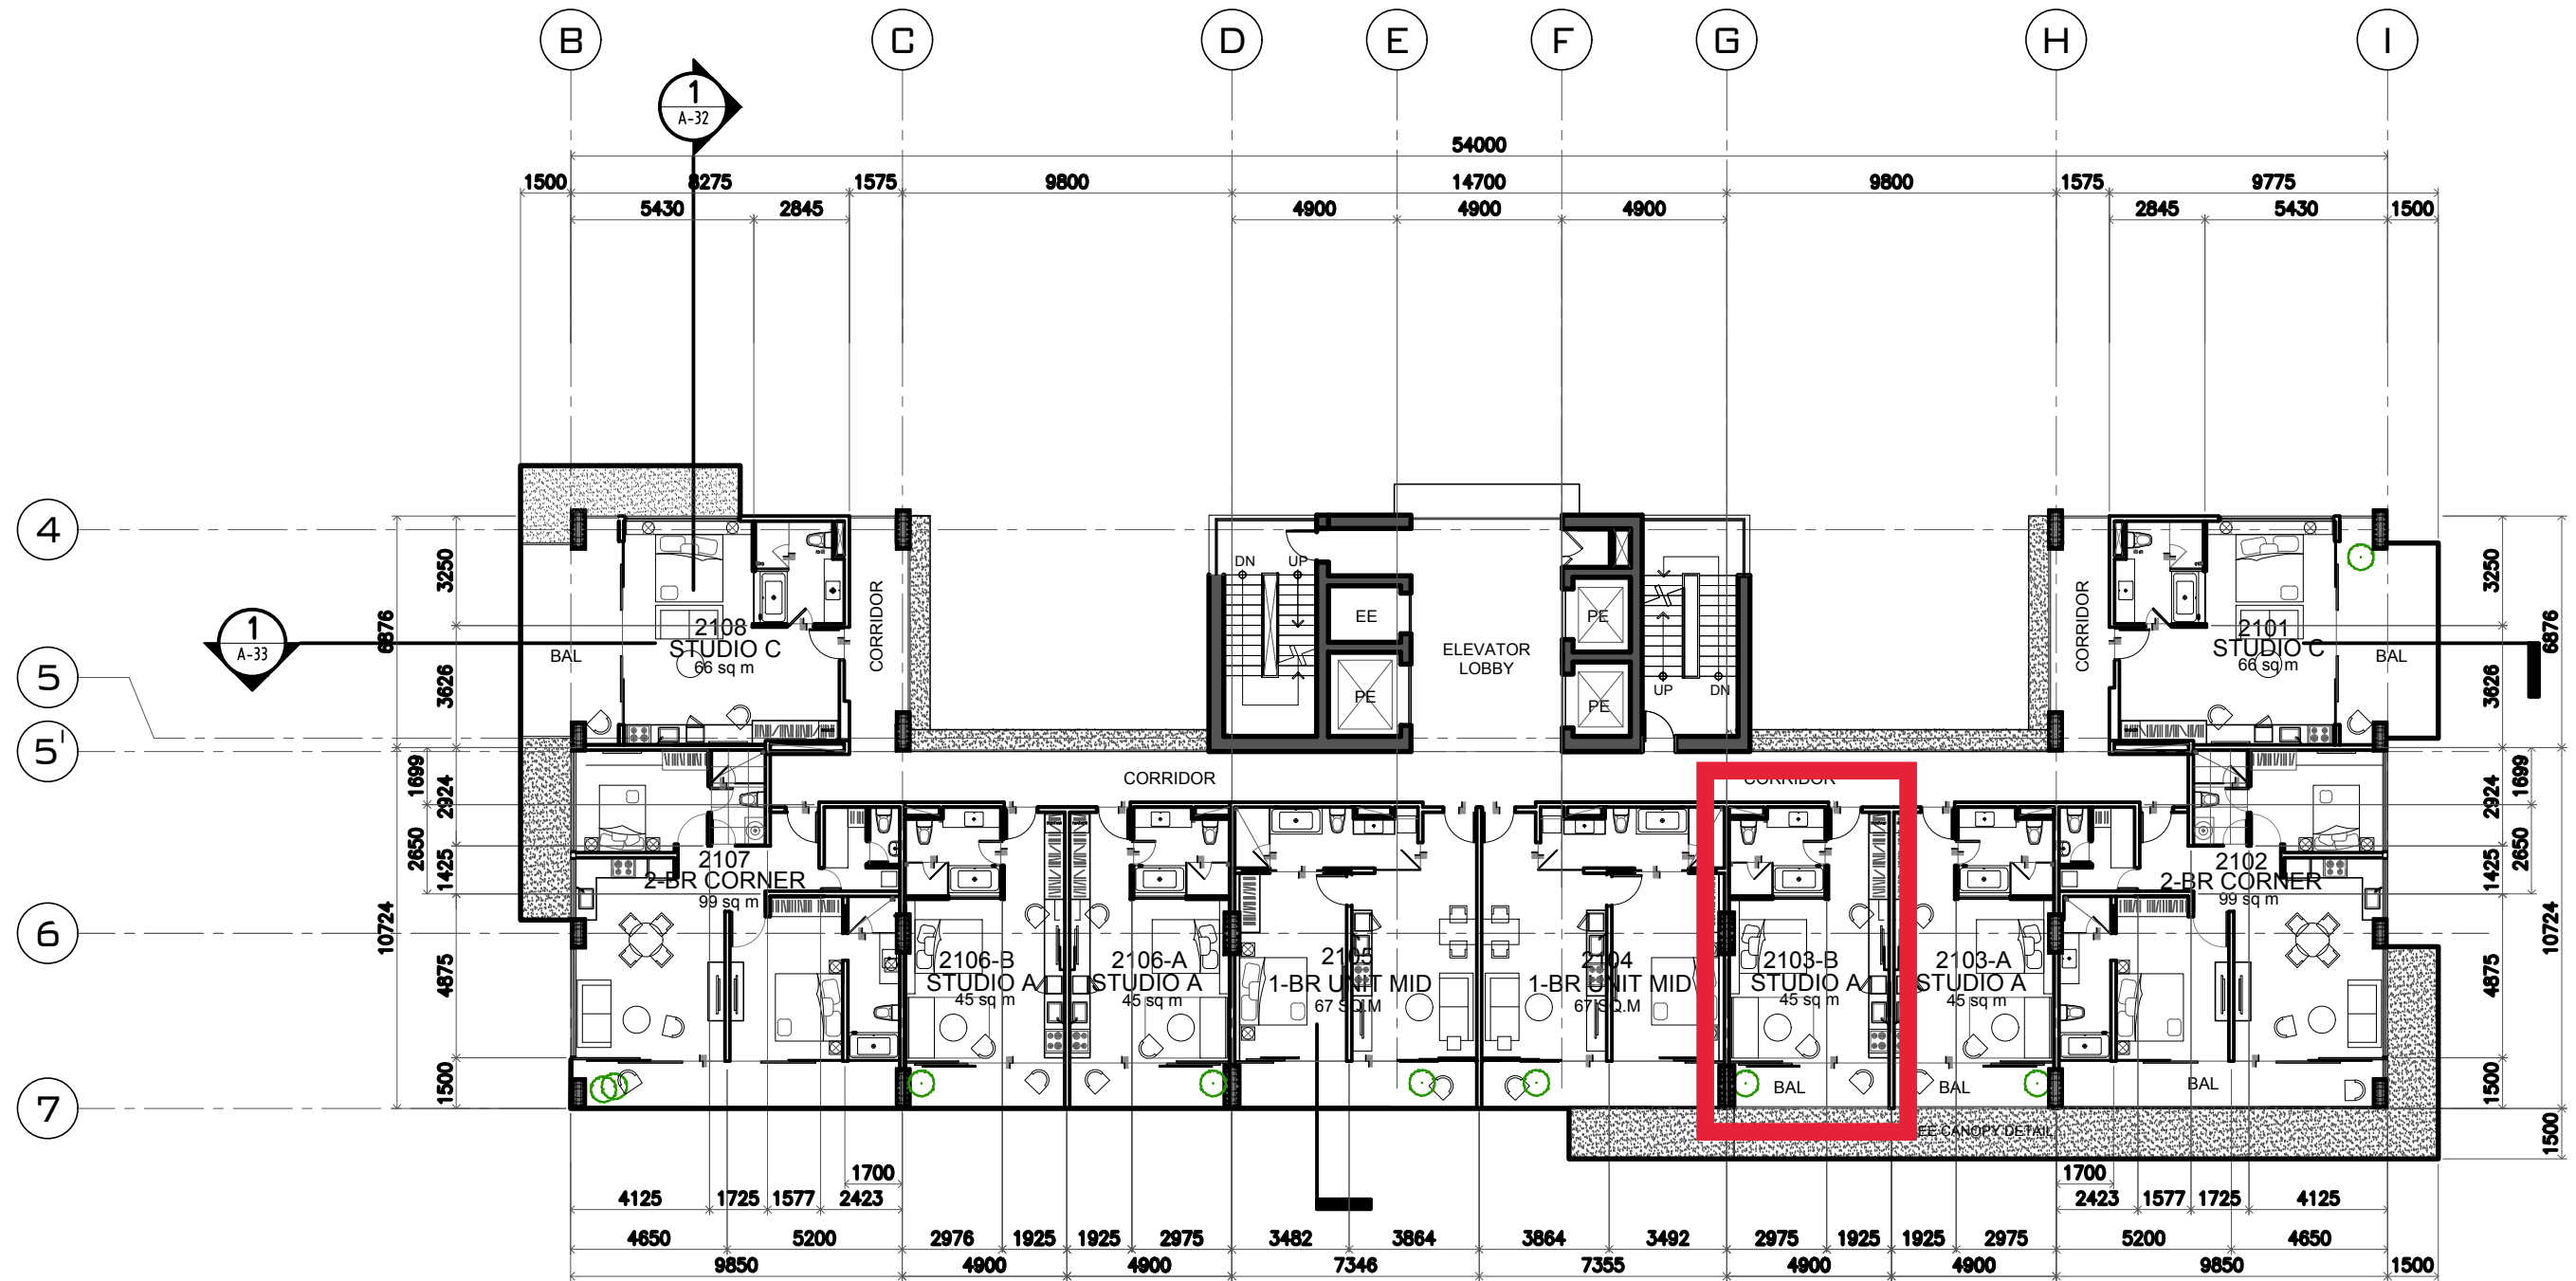 B C D E F G H I
1
A-32
54000
1500 8275 1575 9800 14700 9800 1575 9775
5430 2845 4900 4900 4900 2845 5430 1500
4
5
5'
6
7
1
A-33
3250
3626
6876
1699
2924
2650
1425
10724
4875
1500
2108
STUDIO C
66 sq m
BAL
CORRIDOR
DN UP
EE
PE
ELEVATOR
LOBBY
PE
PE
UP DN
CORRIDOR
2101
STUDIO C
66 sq m
BAL
3250
3626
6876
1699
2924
2650
1425
10724
4875
1500
1500
CORRIDOR
CORRIDOR
2107
2-BR CORNER
99 sq m
2106-B
STUDIO A
45 sq m
2106-A
STUDIO A
45 sq m
2105
1-BR UNIT MID
67 SQ.M
2104
1-BR UNIT MID
67 SQ.M
2103-B
STUDIO A
45 sq m
2103-A
STUDIO A
45 sq m
2102
2-BR CORNER
99 sq m
BAL BAL BAL
EE CANOPY DETAIL
1700 1700
4125 1725 1577 2423 2423 1577 1725 4125
4650 5200 2976 1925 1925 2975 3482 3864 3864 3492 2975 1925 1925 2975 5200 4650
9850 4900 4900 7346 7355 4900 4900 9850 1500